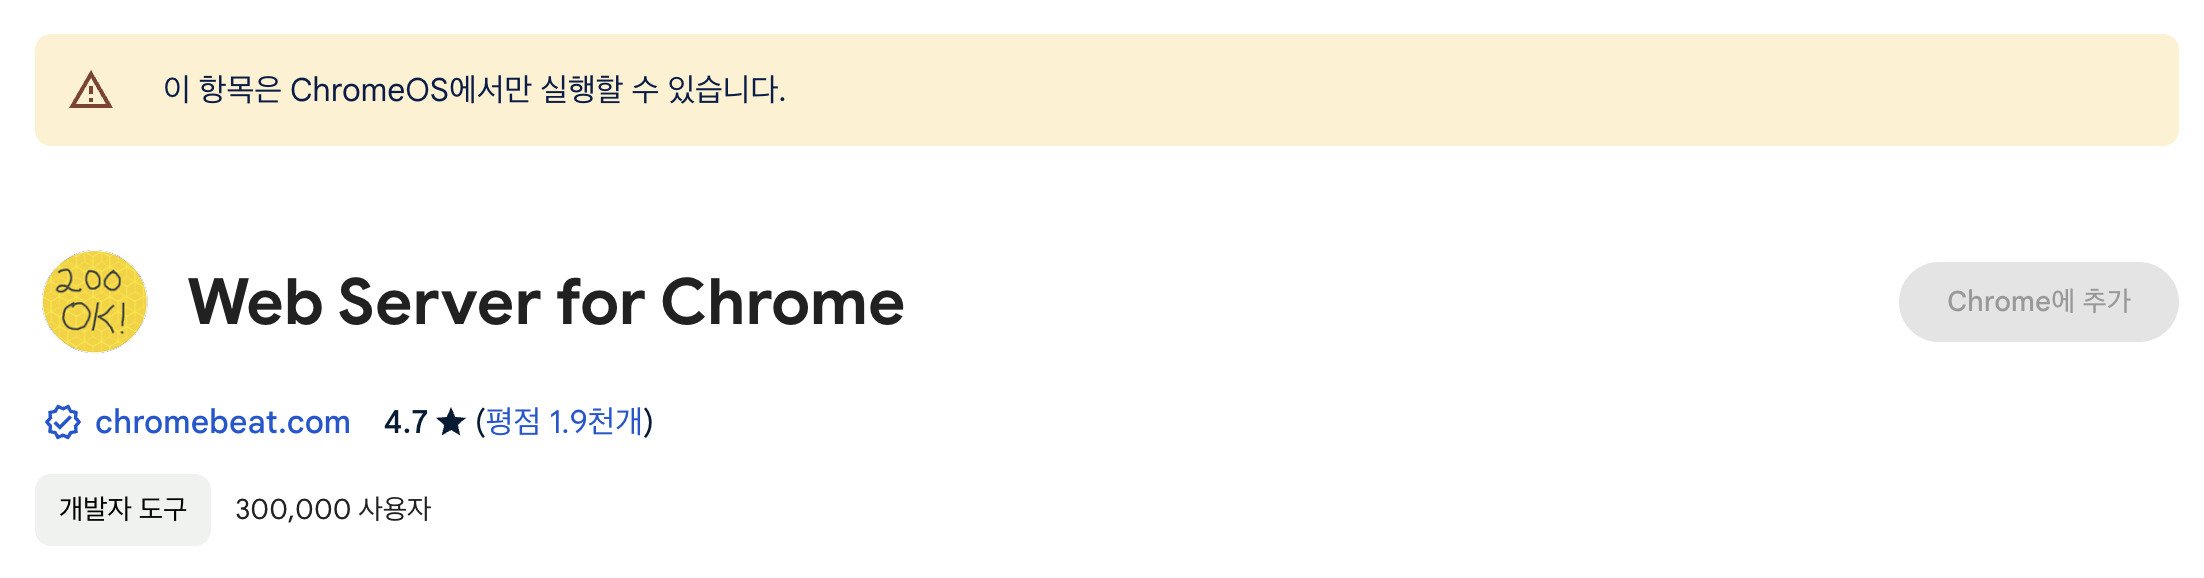 이 항목은 ChromeOS에서만 실행할 수 있습니다.
200
OK!
Web Server for Chrome
Chrome에 추가
chromebeat.com 4.7 ★ (평점 1.9천개)
개발자 도구 300,000 사용자